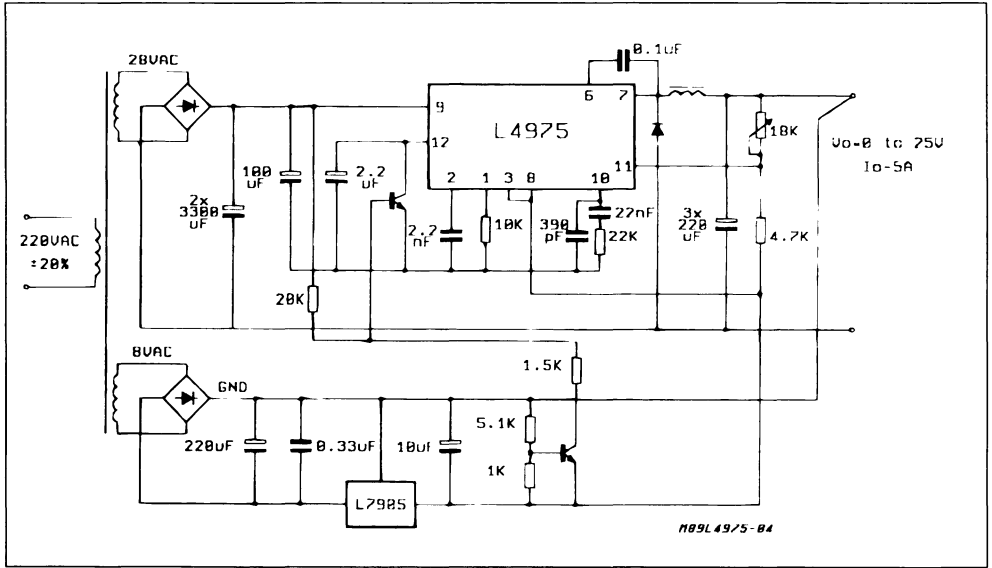 28VAC
0.1uF
6 7
9
L4975
18K
Vo=0 to 25V
Io=5A
12
11
100
uF
2.2
uF
2 1 3 8 10
2x
3300
uF
2.2
nF
10K
390
pF
22nF
22K
3x
220
uF
4.7K
220VAC
±20%
20K
8VAC
1.5K
GND
220uF
0.33uF
10uF
5.1K
1K
L7905
M89L4975-04